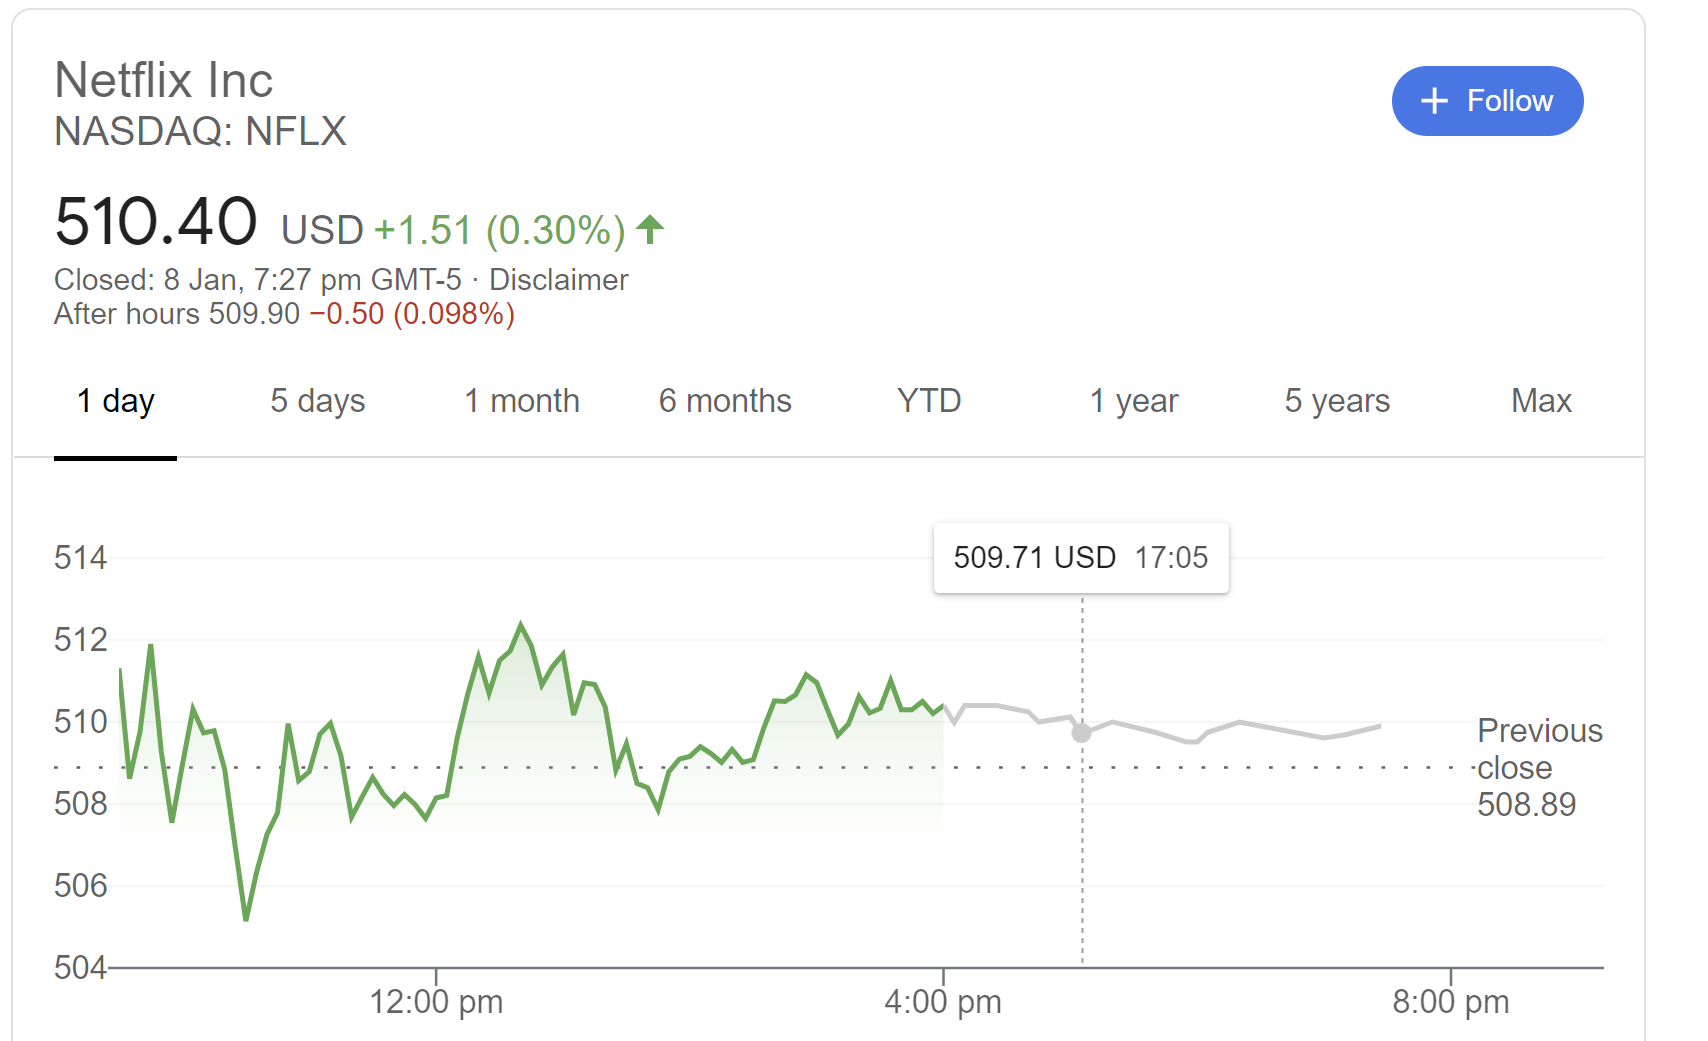 Netflix Inc
NASDAQ: NFLX
+ Follow
510.40 USD +1.51 (0.30%)
Closed: 8 Jan, 7:27 pm GMT-5 · Disclaimer
After hours 509.90 −0.50 (0.098%)
1 day 5 days 1 month 6 months YTD 1 year 5 years Max
509.71 USD 17:05
514
512
510
508
506
504
Previous
close
508.89
12:00 pm 4:00 pm 8:00 pm